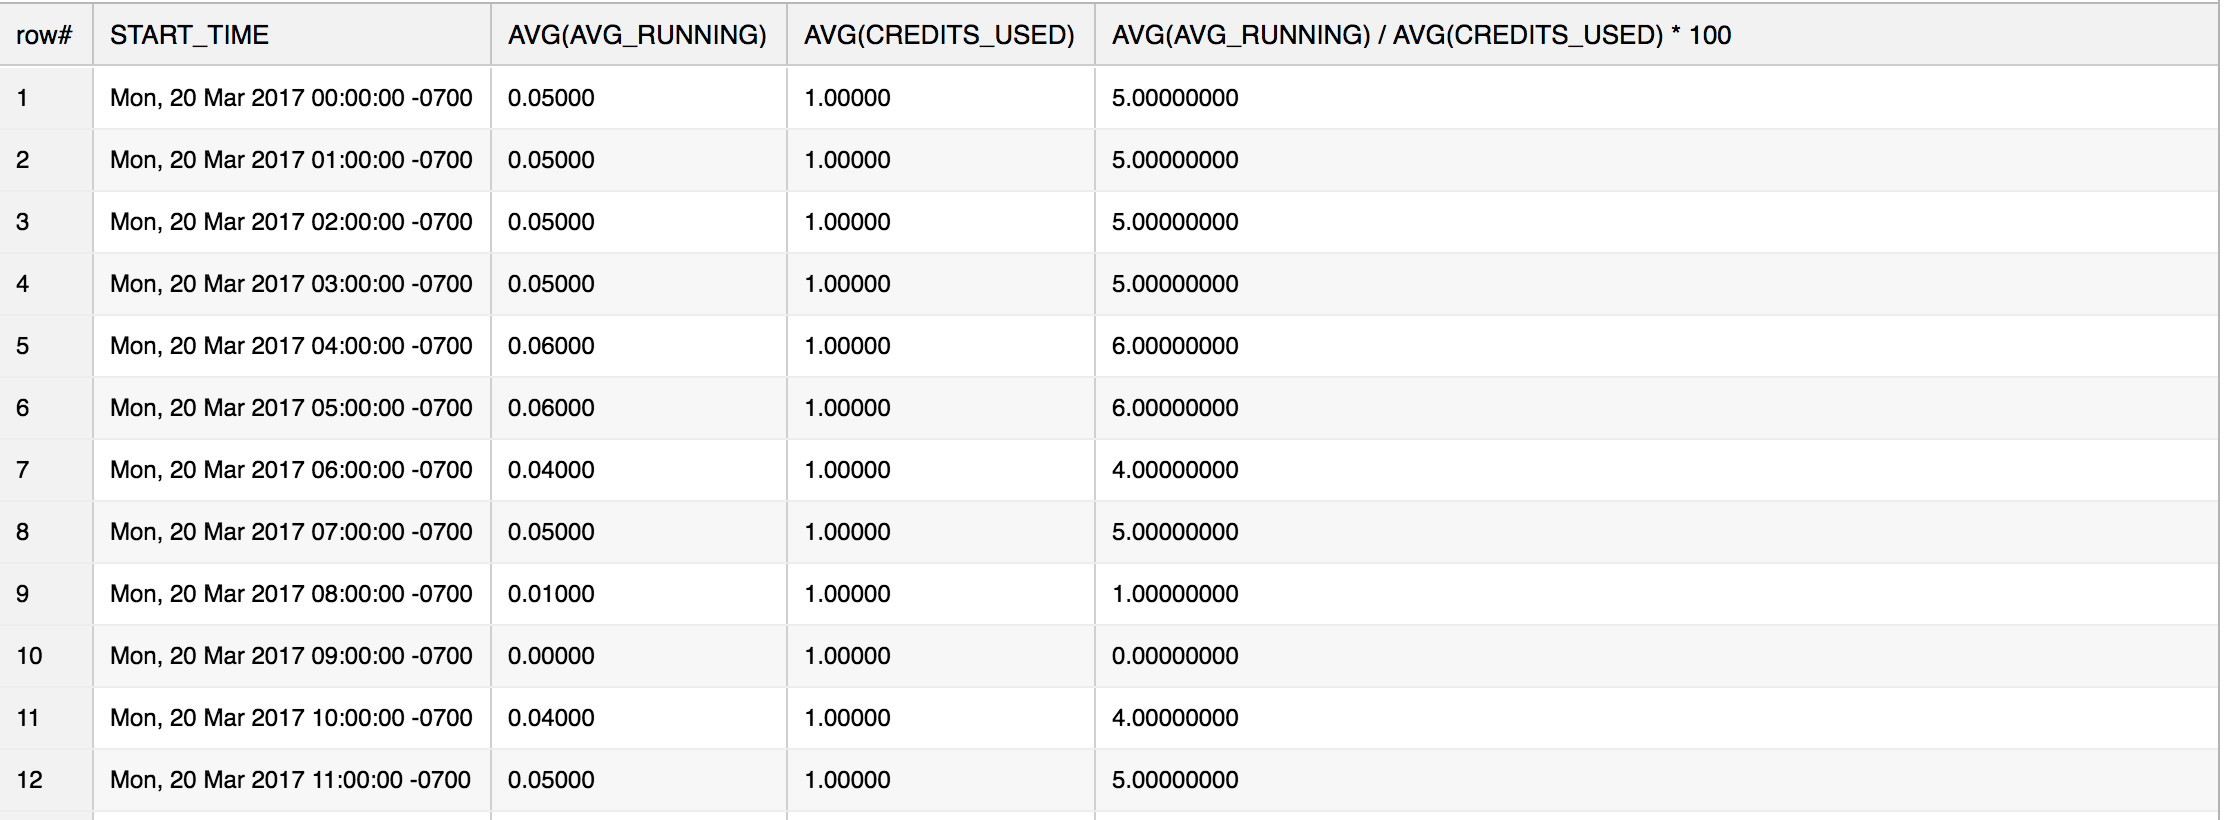 row# START_TIME AVG(AVG_RUNNING) AVG(CREDITS_USED) AVG(AVG_RUNNING) / AVG(CREDITS_USED) * 100
1 Mon, 20 Mar 2017 00:00:00 -0700 0.05000 1.00000 5.00000000
2 Mon, 20 Mar 2017 01:00:00 -0700 0.05000 1.00000 5.00000000
3 Mon, 20 Mar 2017 02:00:00 -0700 0.05000 1.00000 5.00000000
4 Mon, 20 Mar 2017 03:00:00 -0700 0.05000 1.00000 5.00000000
5 Mon, 20 Mar 2017 04:00:00 -0700 0.06000 1.00000 6.00000000
6 Mon, 20 Mar 2017 05:00:00 -0700 0.06000 1.00000 6.00000000
7 Mon, 20 Mar 2017 06:00:00 -0700 0.04000 1.00000 4.00000000
8 Mon, 20 Mar 2017 07:00:00 -0700 0.05000 1.00000 5.00000000
9 Mon, 20 Mar 2017 08:00:00 -0700 0.01000 1.00000 1.00000000
10 Mon, 20 Mar 2017 09:00:00 -0700 0.00000 1.00000 0.00000000
11 Mon, 20 Mar 2017 10:00:00 -0700 0.04000 1.00000 4.00000000
12 Mon, 20 Mar 2017 11:00:00 -0700 0.05000 1.00000 5.00000000